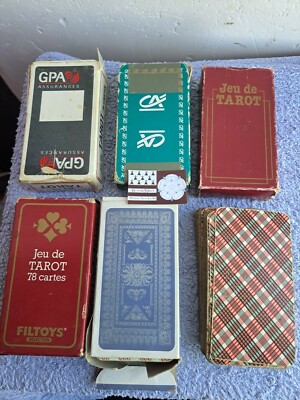 GPA
ASSURANCES
GPA
ASSURANCES
CA
Jeu de
TAROT
Jeu de
TAROT
78 cartes
FILTOYS